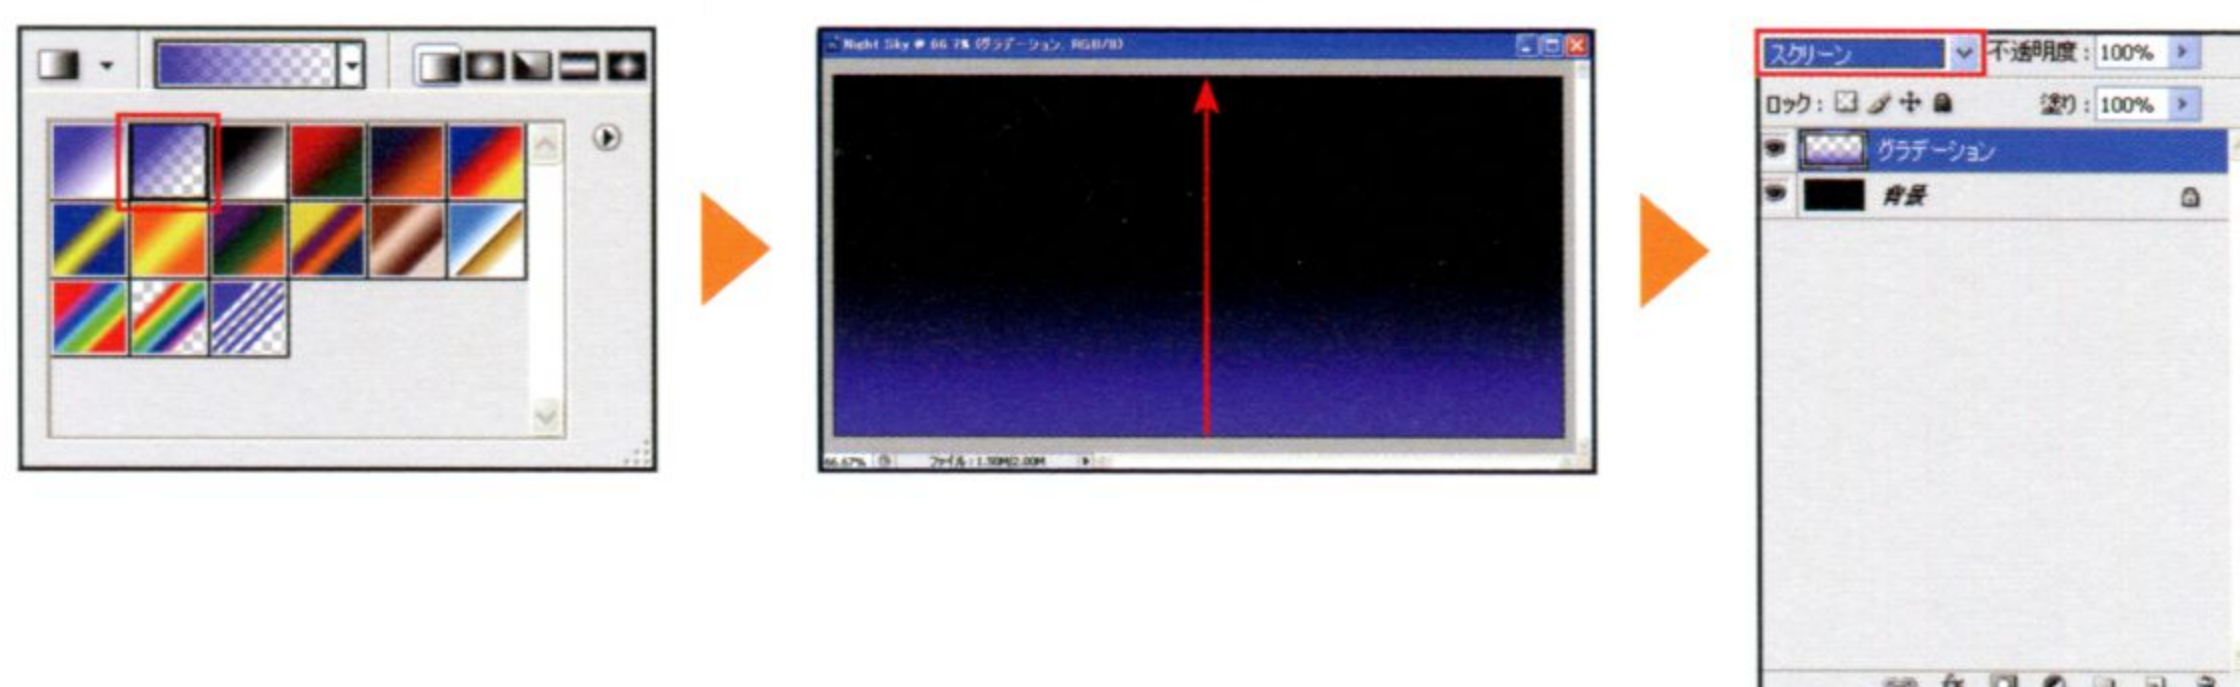 Night Sky @ 66.7% (グラデーション, RGB/8)
66.67%
ファイル : 1.50M/2.00M
スクリーン
不透明度 : 100%
ロック :
塗り : 100%
グラデーション
背景
fx